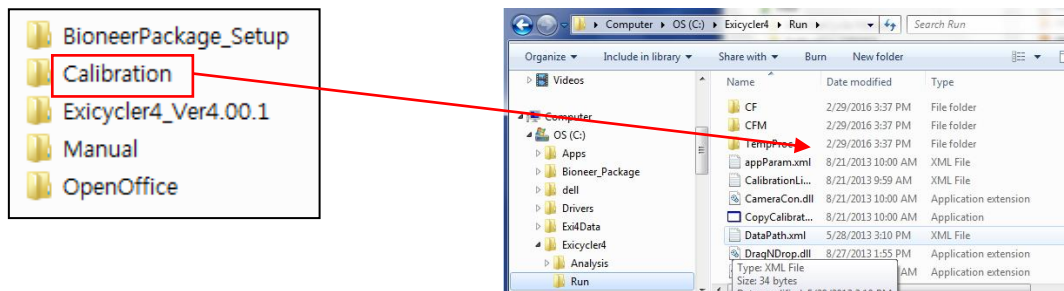 BioneerPackage_Setup
Calibration
Exicycler4_Ver4.00.1
Manual
OpenOffice
Computer ▸ OS (C:) ▸ Exicycler4 ▸ Run ▸
Search Run
Organize ▼ Include in library ▼ Share with ▼ Burn New folder
Videos
Computer
OS (C:)
Apps
Bioneer_Package
dell
Drivers
Exi4Data
Exicycler4
Analysis
Run
Name Date modified Type
CF 2/29/2016 3:37 PM File folder
CFM 2/29/2016 3:37 PM File folder
TempProc 2/29/2016 3:37 PM File folder
appParam.xml 8/21/2013 10:00 AM XML File
CalibrationLi... 8/21/2013 9:59 AM XML File
CameraCon.dll 8/21/2013 10:00 AM Application extension
CopyCalibrat... 8/21/2013 10:00 AM Application
DataPath.xml 5/28/2013 3:10 PM XML File
DragNDrop.dll 8/27/2013 1:55 PM Application extension
AM Application extension
Type: XML File
Size: 34 bytes